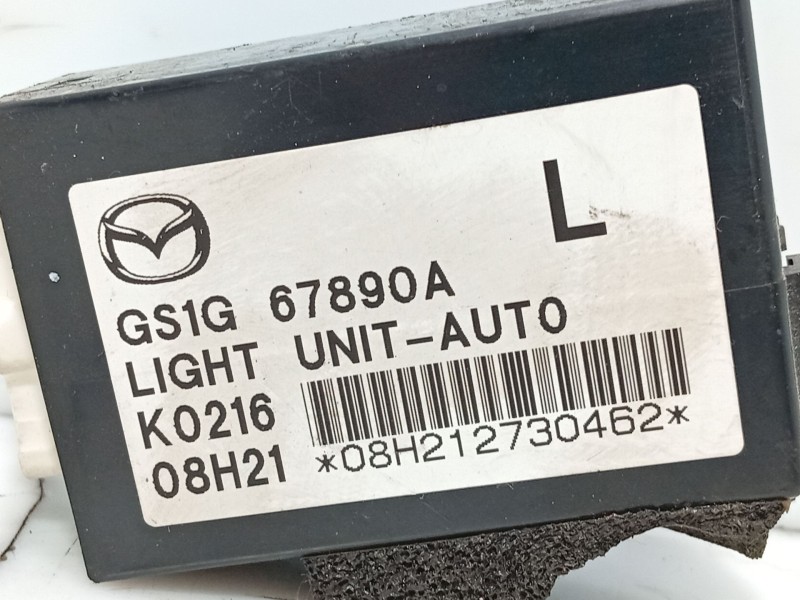 L
GS1G 67890A
LIGHT UNIT-AUTO
K0216
08H21
*08H212730462*